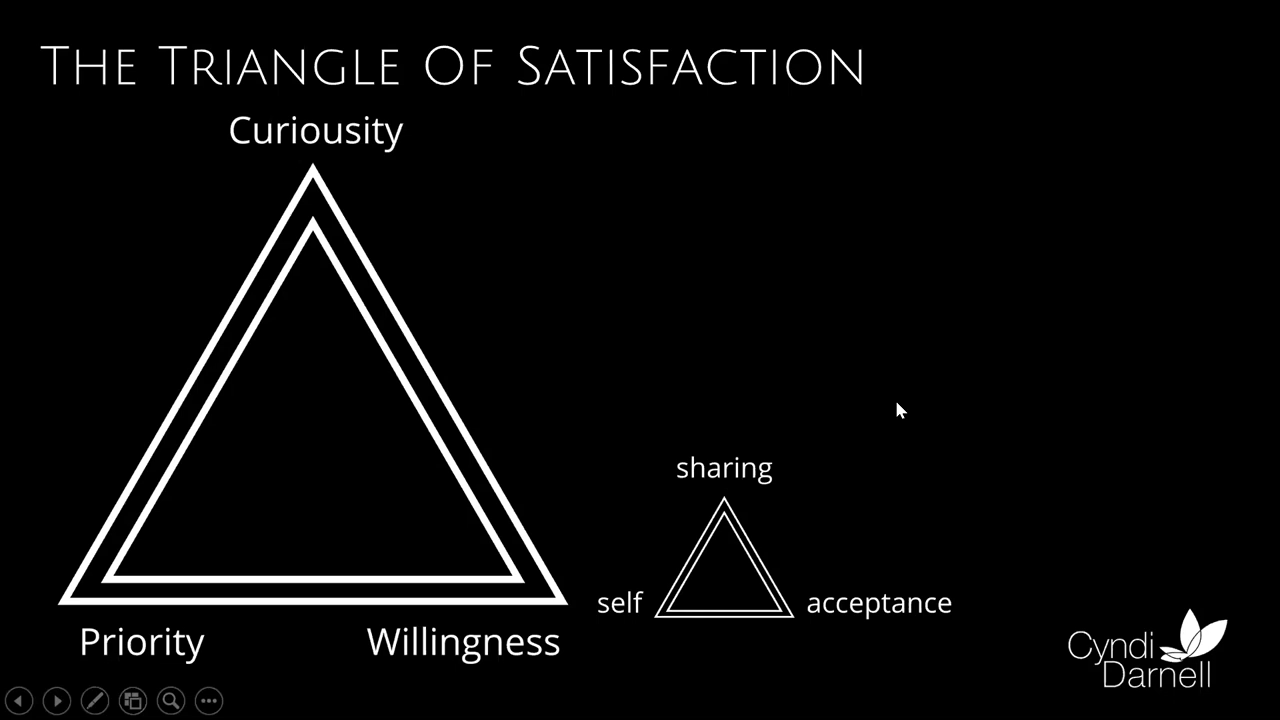 THE TRIANGLE OF SATISFACTION
Curiousity
sharing
self
acceptance
Priority
Willingness
Cyndi
Darnell